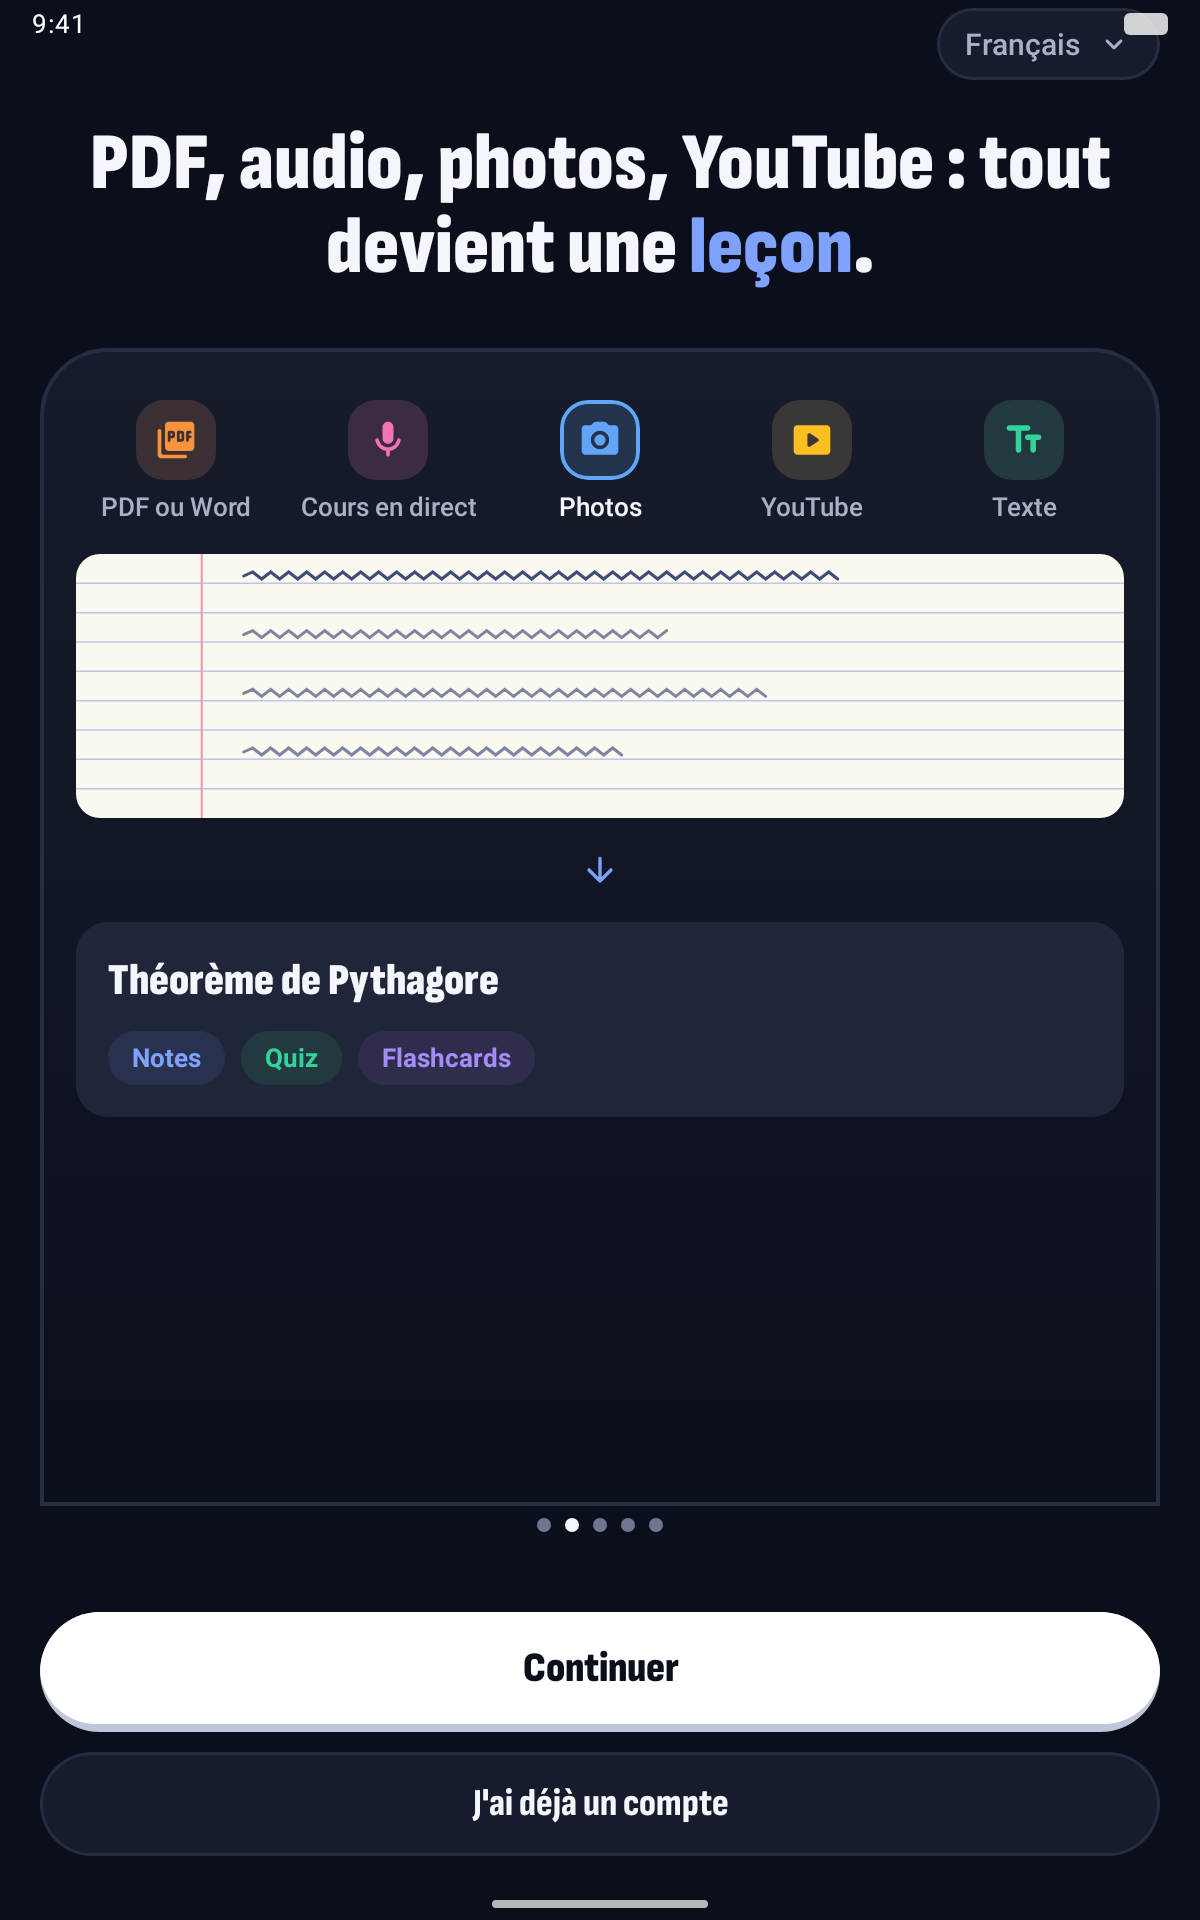 9:41
Français
PDF, audio, photos, YouTube : tout
devient une leçon.
PDF
PDF ou Word
Cours en direct
Photos
YouTube
Tт
Texte
Théorème de Pythagore
Notes
Quiz
Flashcards
Continuer
J'ai déjà un compte